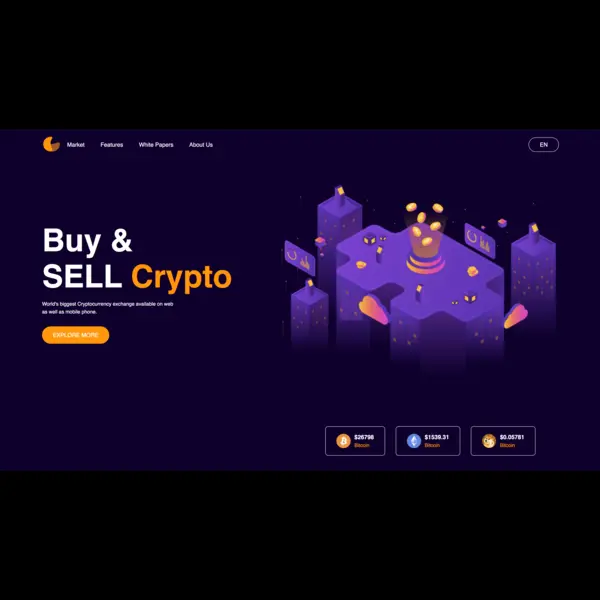 Market
Features
White Papers
About Us
EN
Buy &
SELL Crypto
World's biggest Cryptocurrency exchange available on web
as well as mobile phone.
EXPLORE MORE
$26798
Bitcoin
$1539.31
Bitcoin
$0.05781
Bitcoin